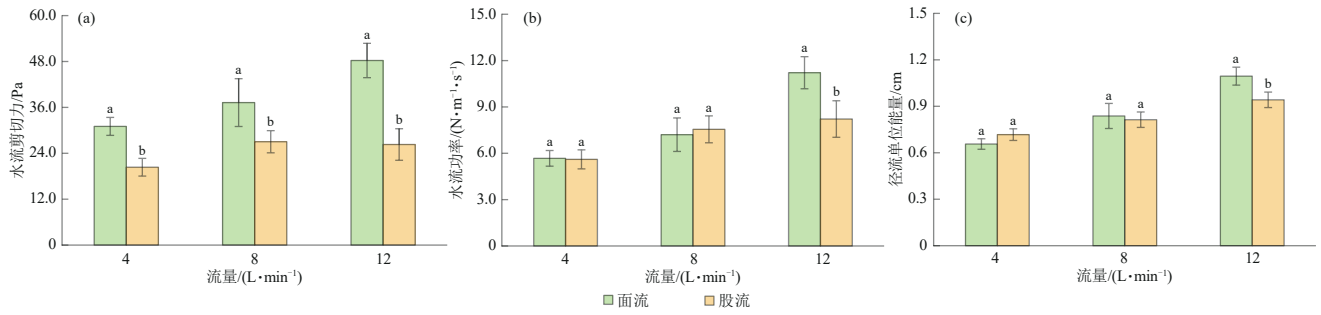 (a)
水流剪切力/Pa
60.0
48.0
36.0
24.0
12.0
0
a
b
a
b
a
b
4
8
12
流量/(L·min⁻¹)
(b)
水流功率/(N·m⁻¹·s⁻¹)
15.0
12.0
9.0
6.0
3.0
0.0
a
a
a
a
a
b
4
8
12
流量/(L·min⁻¹)
(c)
径流单位能量/cm
1.5
1.2
0.9
0.6
0.3
0
a
a
a
a
a
b
4
8
12
流量/(L·min⁻¹)
面流
股流